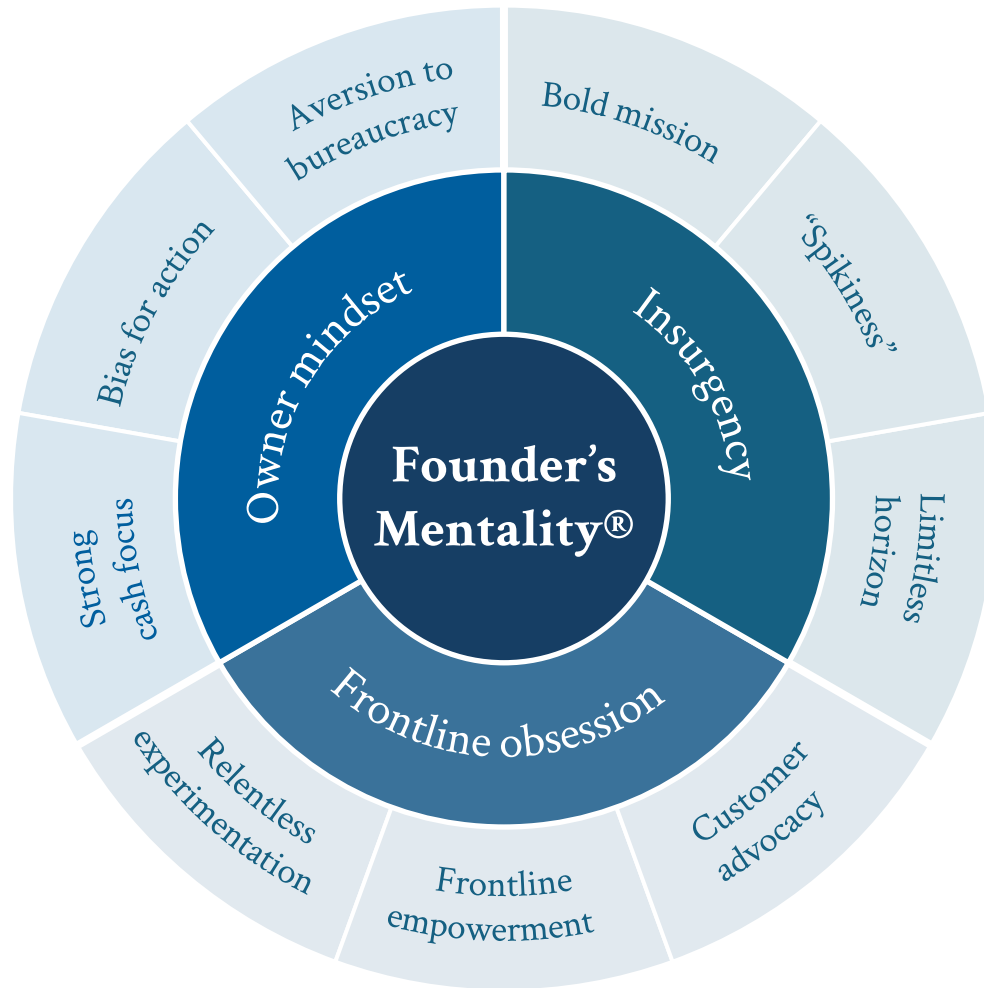 Founder’s
Mentality®
Insurgency
Bold mission
“Spikiness”
Limitless
horizon
Frontline obsession
Customer
advocacy
Frontline
empowerment
Relentless
experimentation
Owner mindset
Strong
cash focus
Bias for action
Aversion to
bureaucracy